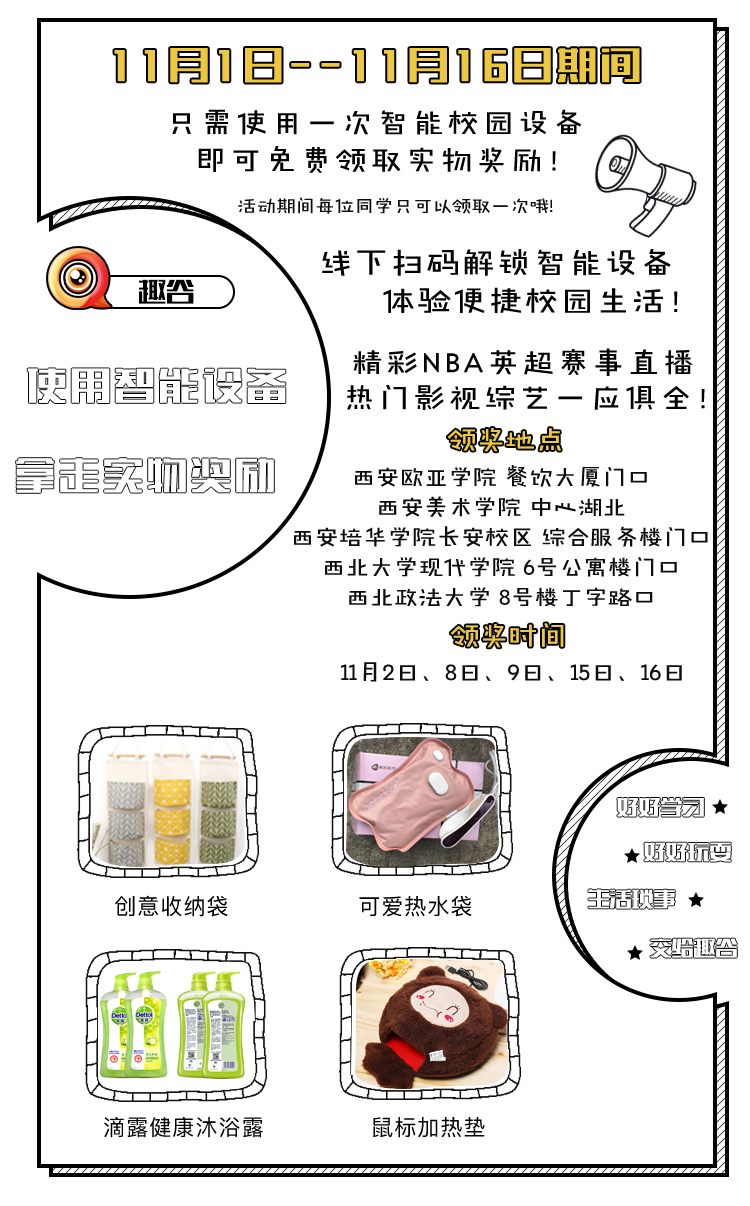 11月1日--11月16日期间
只需使用一次智能校园设备
即可免费领取实物奖励!
活动期间每位同学只可以领取一次哦!
趣谷
使用智能设备
拿走实物奖励
线下扫码解锁智能设备
体验便捷校园生活!
精彩NBA英超赛事直播
热门影视综艺一应俱全!
领奖地点
西安欧亚学院 餐饮大厦门口
西安美术学院 中心湖北
西安培华学院长安校区 综合服务楼门口
西北大学现代学院 6号公寓楼门口
西北政法大学 8号楼丁字路口
领奖时间
11月2日、8日、9日、15日、16日
好好学习
好好玩耍
生活琐事
交给趣谷
创意收纳袋
可爱热水袋
Dettol
Dettol
滴露健康沐浴露
鼠标加热垫